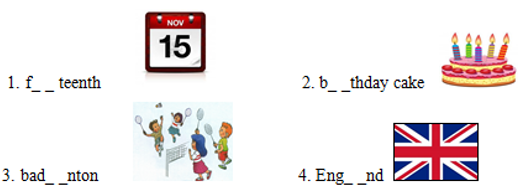 NOV
15
1. f_ _ teenth
2. b_ _thday cake
3. bad_ _nton
4. Eng_ _nd